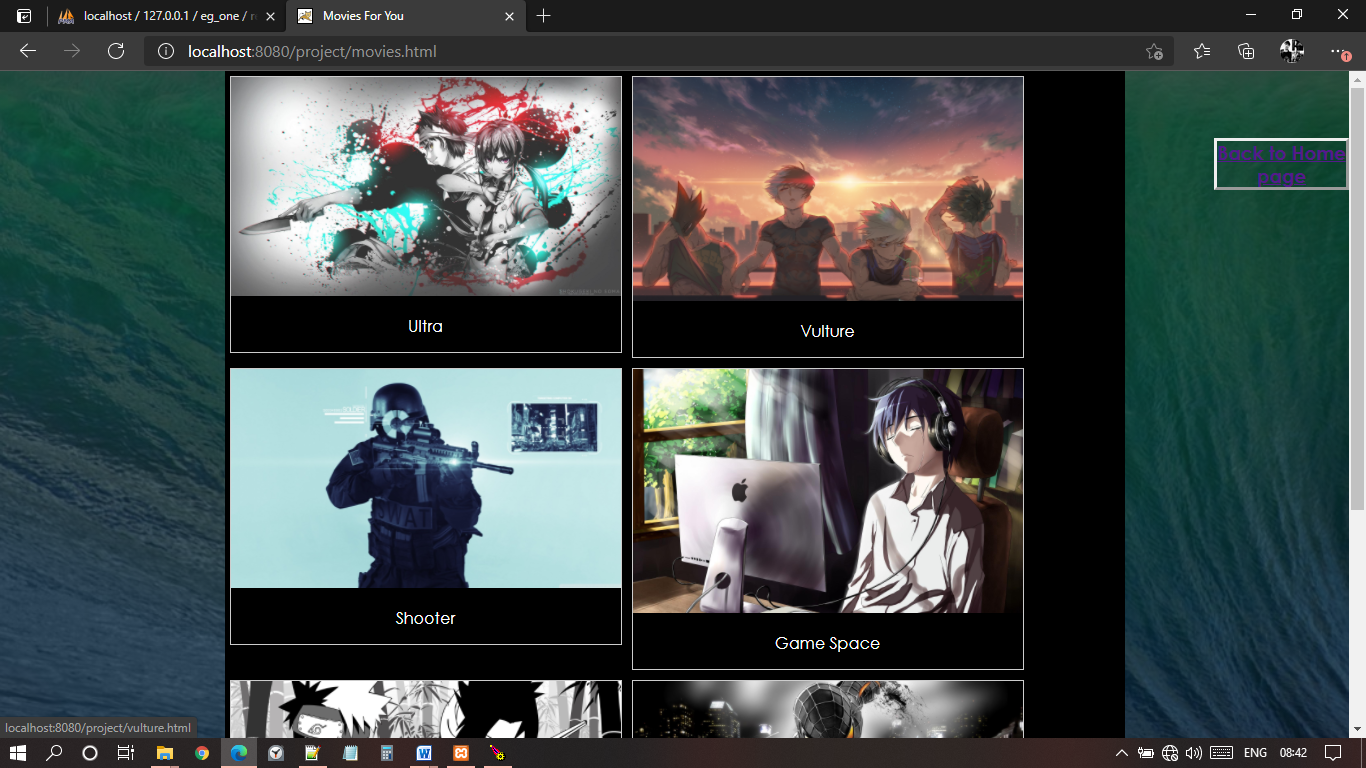 localhost / 127.0.0.1 / eg_one / r
Movies For You
localhost:8080/project/movies.html
Back to Home
page
Ultra
Vulture
SWAT
Shooter
Game Space
localhost:8080/project/vulture.html
ENG
08:42